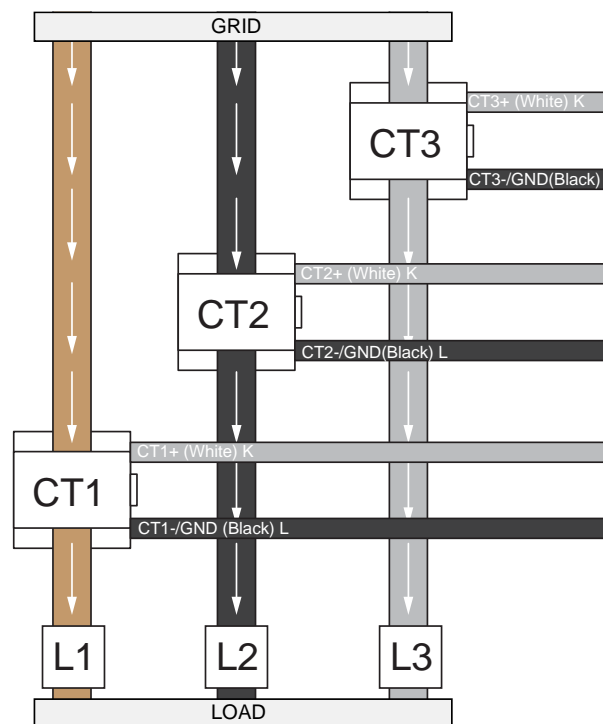 GRID
CT3+ (White) K
CT3
CT3-/GND(Black)
CT2+ (White) K
CT2
CT2-/GND(Black) L
CT1+ (White) K
CT1
CT1-/GND (Black) L
L1 L2 L3
LOAD